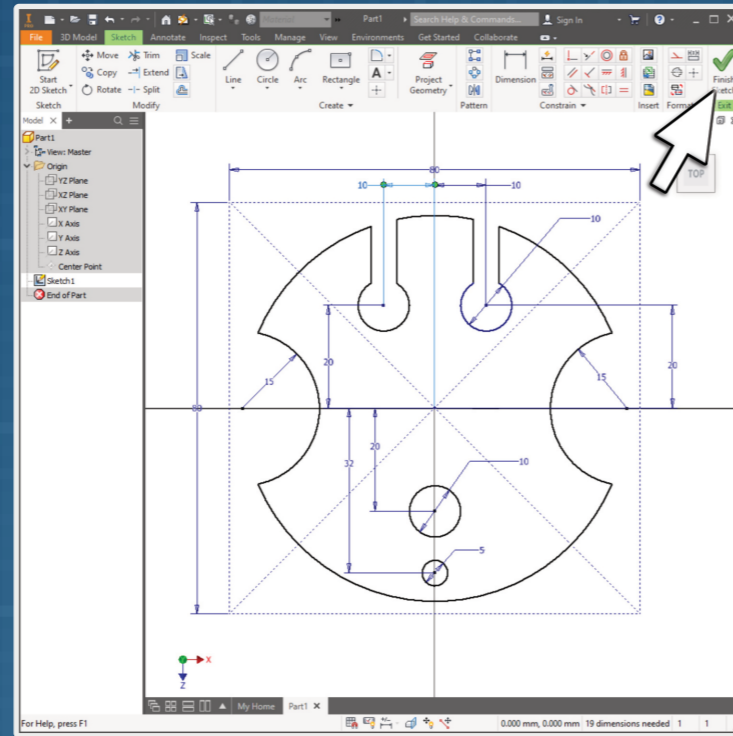 Material
Part1
Search Help & Commands...
Sign In
File 3D Model Sketch Annotate Inspect Tools Manage View Environments Get Started Collaborate
Start
2D Sketch
Move Trim Scale
Copy Extend
Rotate Split
Line Circle Arc Rectangle
A
Project
Geometry
Dimension
Finish
Sketch
Sketch Modify Create Pattern Constrain Insert Format Exit
Model
Part1
View: Master
Origin
YZ Plane
XZ Plane
XY Plane
X Axis
Y Axis
Z Axis
Center Point
Sketch1
End of Part
TOP
80
10 10
10
20 20
15 15
80
20
32
10
5
X
Z
My Home Part1
For Help, press F1
0.000 mm, 0.000 mm 19 dimensions needed 1 1